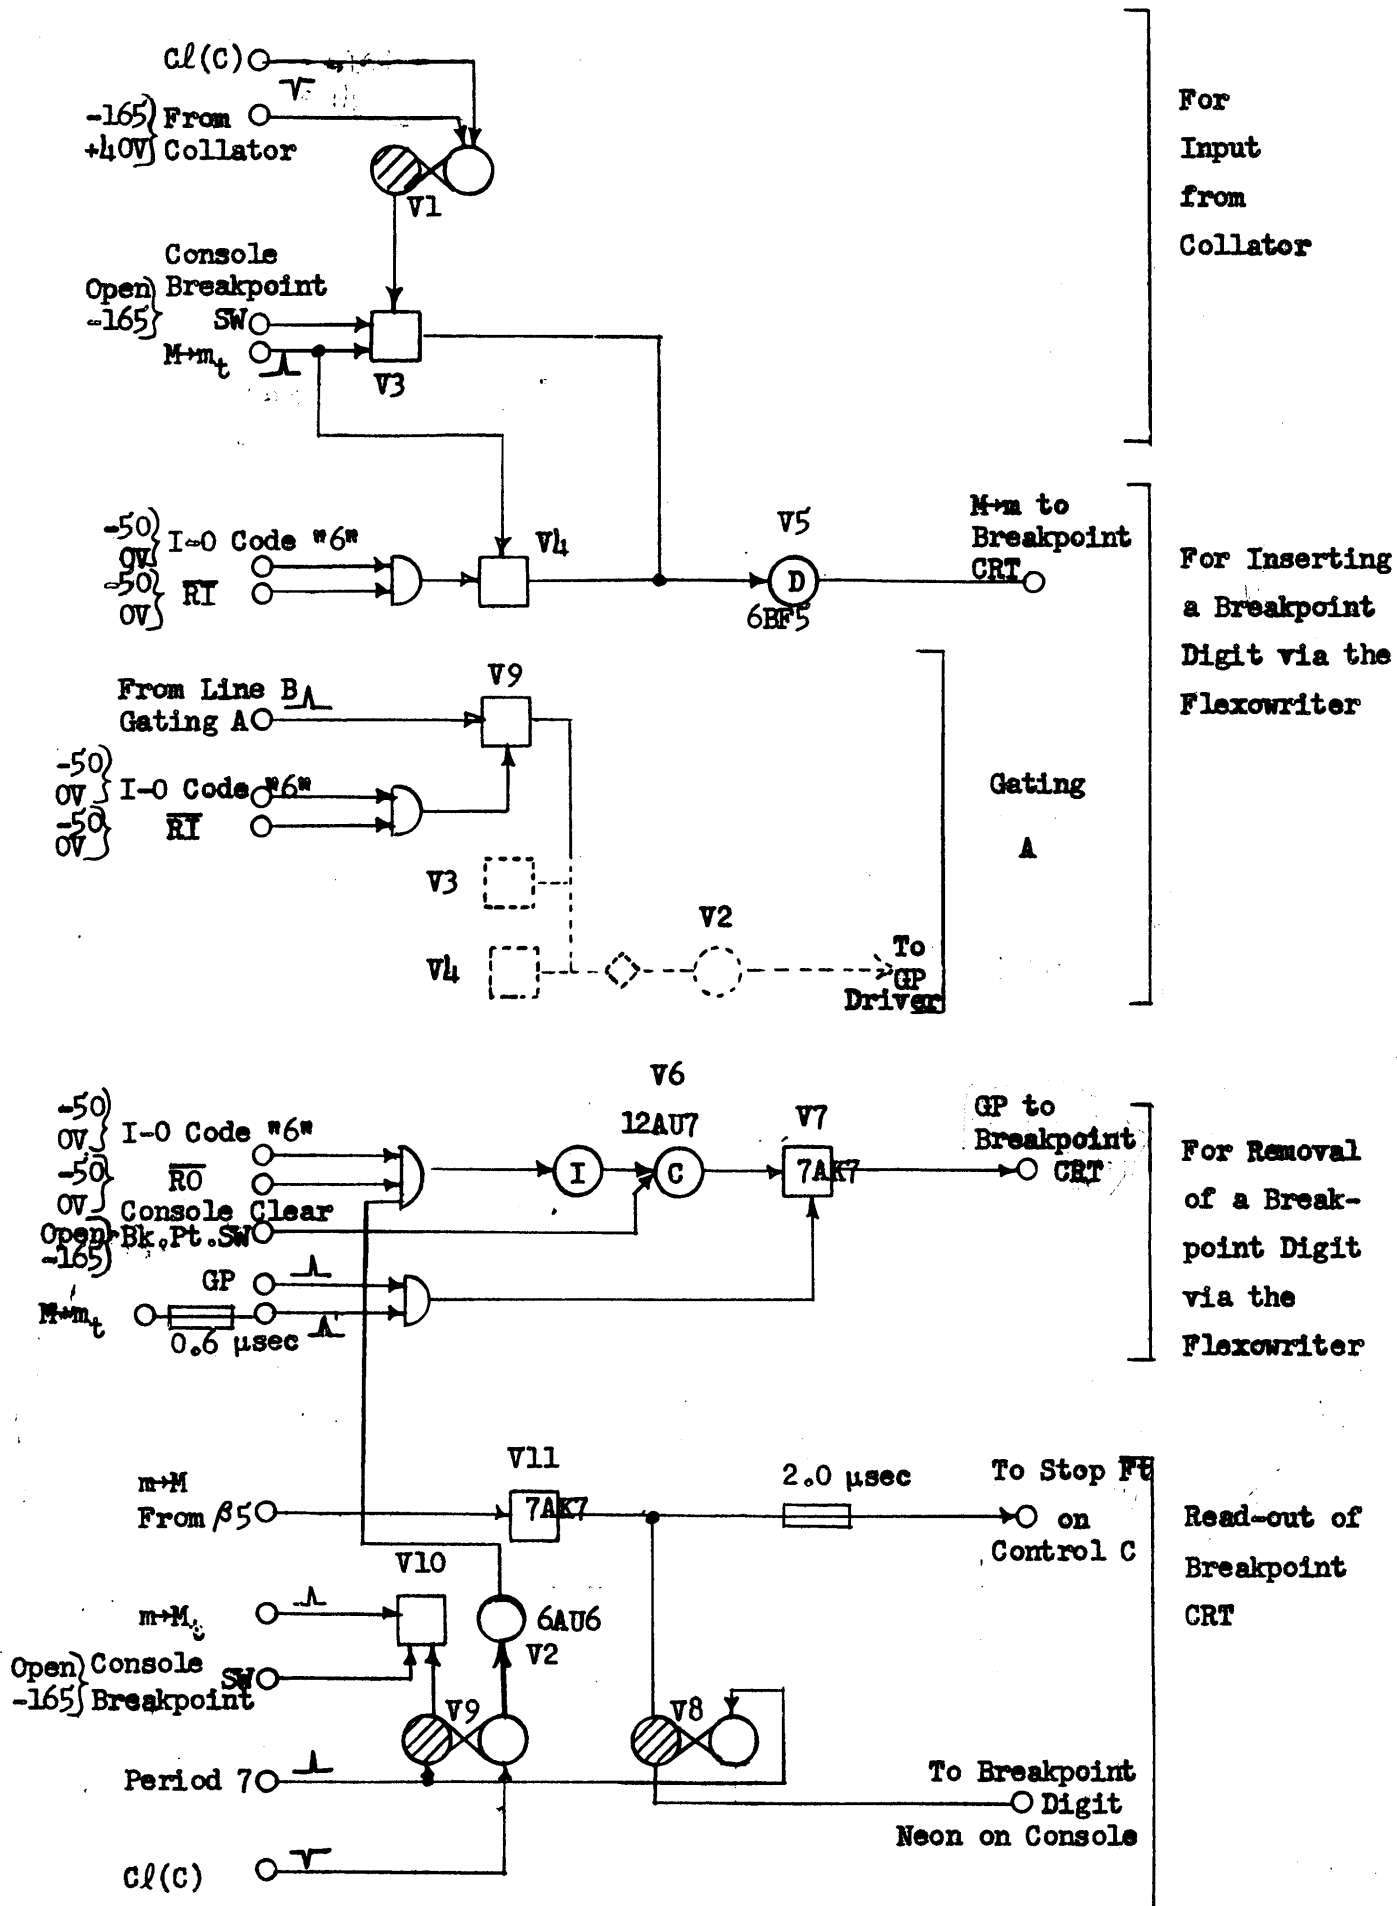 Cℓ(C)
-165
+40V
From
Collator
V1
For
Input
from
Collator
Console
Breakpoint
SW
Open
-165
M→m_t
V3
-50
0V
I-O Code "6"
-50
0V
R̅I̅
V4
V5
D
6BF5
M→m to
Breakpoint
CRT
For Inserting
a Breakpoint
Digit via the
Flexowriter
From Line B
Gating A
V9
-50
0V
I-O Code "6"
-50
0V
R̅I̅
V3
V4
V2
To
GP
Driver
Gating
A
-50
0V
I-O Code "6"
-50
0V
R̅O̅
Console Clear
Bk.Pt.SW
Open
-165
GP
M→m_t
0.6 μsec
I
V6
12AU7
C
V7
7AK7
GP to
Breakpoint
CRT
For Removal
of a Break-
point Digit
via the
Flexowriter
m→M
From β5
V11
7AK7
2.0 μsec
To Stop F̅t̅
on
Control C
Read-out of
Breakpoint
CRT
V10
m→M_t
6AU6
V2
Open
-165
Console
Breakpoint
SW
V9
V8
Period 7
To Breakpoint
Digit
Neon on Console
Cℓ(C)